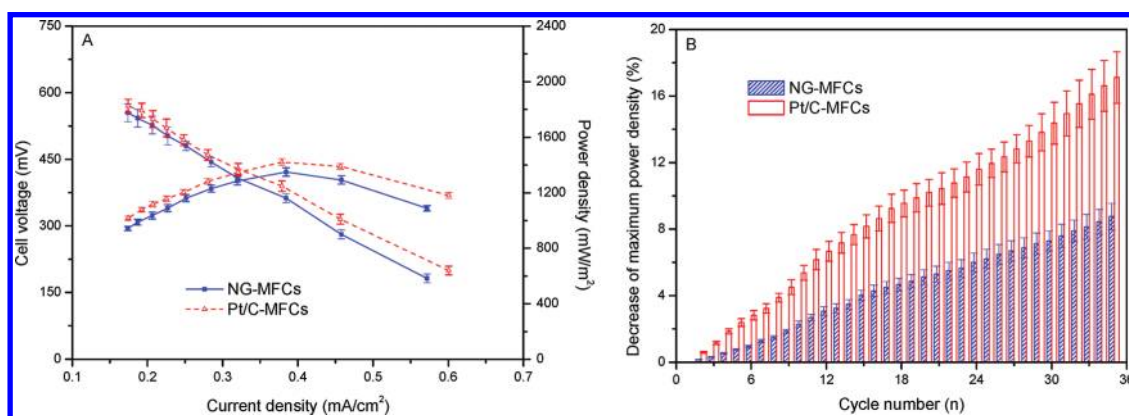 A
750
600
450
300
150
0
Cell voltage (mV)
2400
2000
1600
1200
800
400
0
Power density (mW/m²)
NG-MFCs
Pt/C-MFCs
0.1 0.2 0.3 0.4 0.5 0.6 0.7
Current density (mA/cm²)
B
20
16
12
8
4
0
Decrease of maximum power density (%)
NG-MFCs
Pt/C-MFCs
0 6 12 18 24 30 36
Cycle number (n)